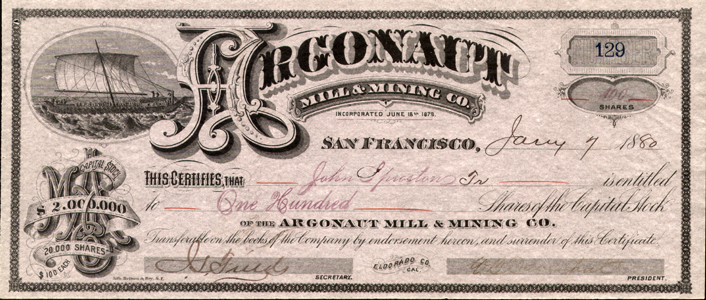 ARGONAUT
129
MILL & MINING CO.
INCORPORATED JUNE 18TH 1875.
100
SHARES
SAN FRANCISCO, Jany 7 1880
CAPITAL STOCK
$2,000,000
20,000 SHARES
$100 EACH
THIS CERTIFIES, THAT John Tr is entitled
to One Hundred Shares of the Capital Stock
OF THE ARGONAUT MILL & MINING CO.
Transferable on the books of the Company by endorsement hereon, and surrender of this Certificate
SECRETARY.
ELDORADO CO. CAL.
PRESIDENT.